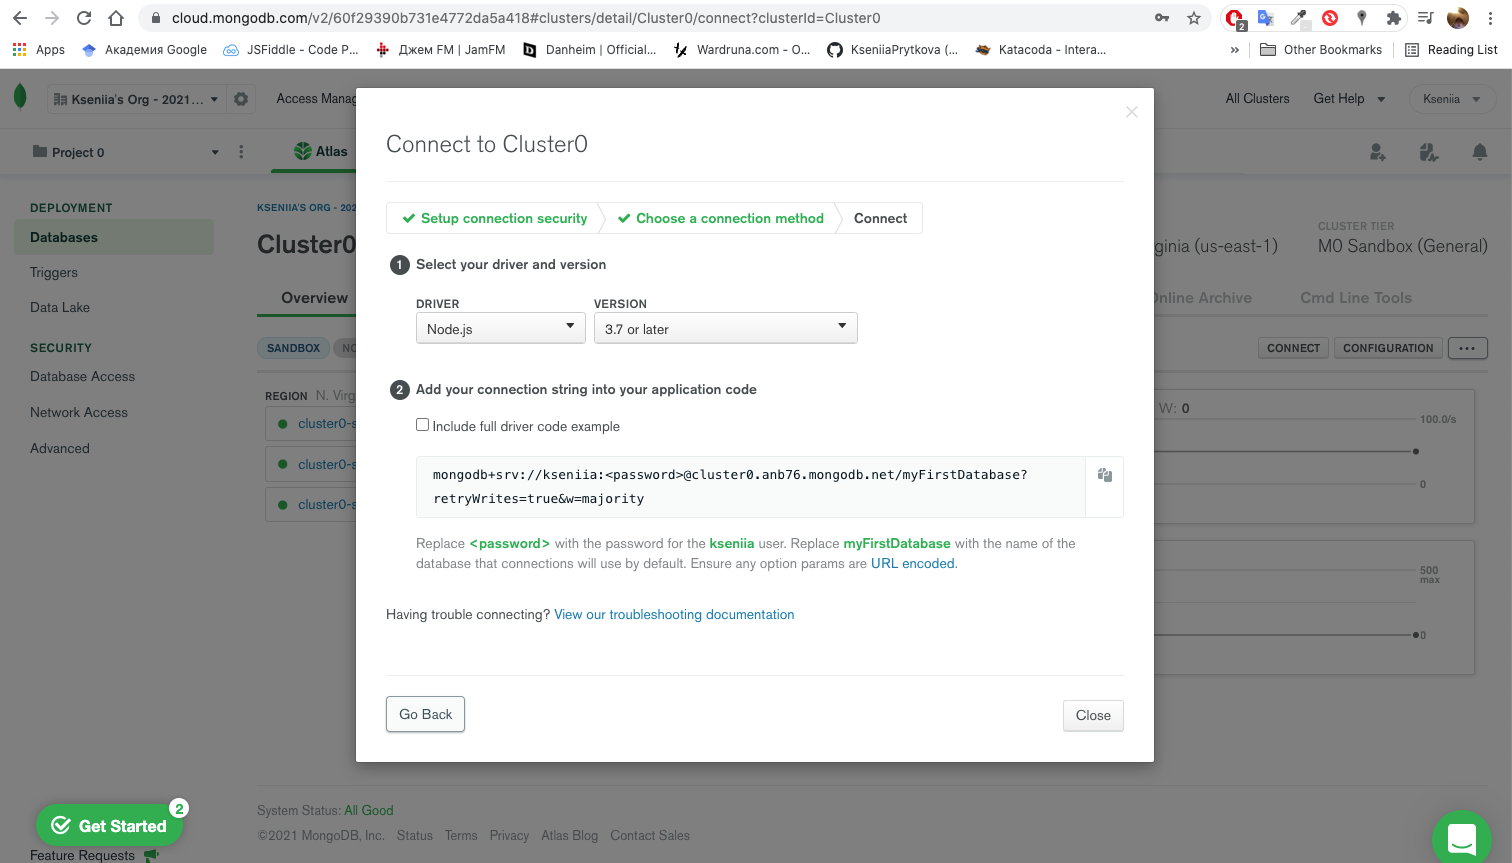 cloud.mongodb.com/v2/60f29390b731e4772da5a418#clusters/detail/Cluster0/connect?clusterId=Cluster0
2
Apps Академия Google JSFiddle - Code P... Джем FM | JamFM Danheim | Official... Wardruna.com - O... KseniiaPrytkova (... Katacoda - Intera... » Other Bookmarks Reading List
Kseniia's Org - 2021... Access Manag All Clusters Get Help Kseniia
Project 0 Atlas
DEPLOYMENT
Databases
Triggers
Data Lake
SECURITY
Database Access
Network Access
Advanced
KSENIIA'S ORG - 202
Cluster0
Overview
SANDBOX NO
REGION N. Virg
cluster0-s
cluster0-s
cluster0-s
Connect to Cluster0
Setup connection security Choose a connection method Connect
1 Select your driver and version
DRIVER VERSION
Node.js 3.7 or later
2 Add your connection string into your application code
Include full driver code example
mongodb+srv://kseniia:<password>@cluster0.anb76.mongodb.net/myFirstDatabase?
retryWrites=true&w=majority
Replace <password> with the password for the kseniia user. Replace myFirstDatabase with the name of the
database that connections will use by default. Ensure any option params are URL encoded.
Having trouble connecting? View our troubleshooting documentation
Go Back Close
CLUSTER TIER
ginia (us-east-1) M0 Sandbox (General)
Online Archive Cmd Line Tools
CONNECT CONFIGURATION ...
W: 0
100.0/s
0
500
max
0
System Status: All Good
©2021 MongoDB, Inc. Status Terms Privacy Atlas Blog Contact Sales
Get Started 2
Feature Requests